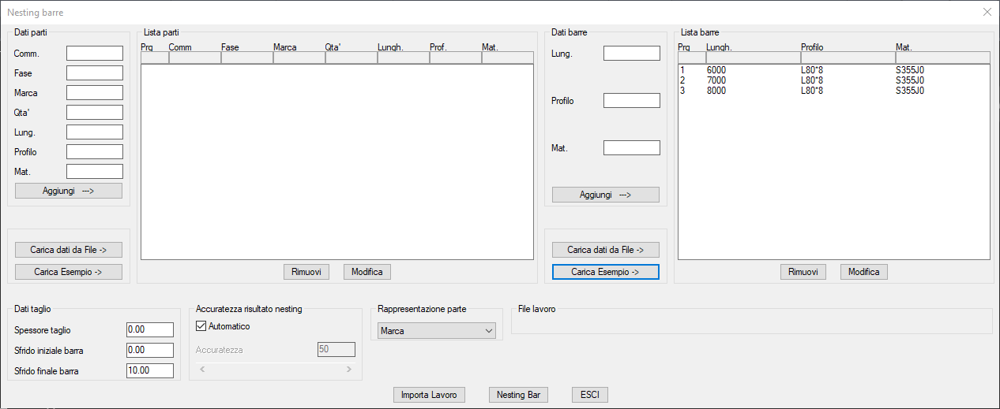 Nesting barre
Dati parti
Comm.
Fase
Marca
Qta'
Lung.
Profilo
Mat.
Aggiungi --->
Carica dati da File ->
Carica Esempio ->
Lista parti
Prg Comm Fase Marca Qta' Lungh. Prof. Mat.
Rimuovi Modifica
Dati barre
Lung.
Profilo
Mat.
Aggiungi --->
Carica dati da File ->
Carica Esempio ->
Lista barre
Prg Lungh. Profilo Mat.
1 6000 L80*8 S355J0
2 7000 L80*8 S355J0
3 8000 L80*8 S355J0
Rimuovi Modifica
Dati taglio
Spessore taglio 0.00
Sfrido iniziale barra 0.00
Sfrido finale barra 10.00
Accuratezza risultato nesting
Automatico
Accuratezza 50
Rappresentazione parte
Marca
File lavoro
Importa Lavoro Nesting Bar ESCI